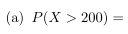 (a) P(X > 200) =